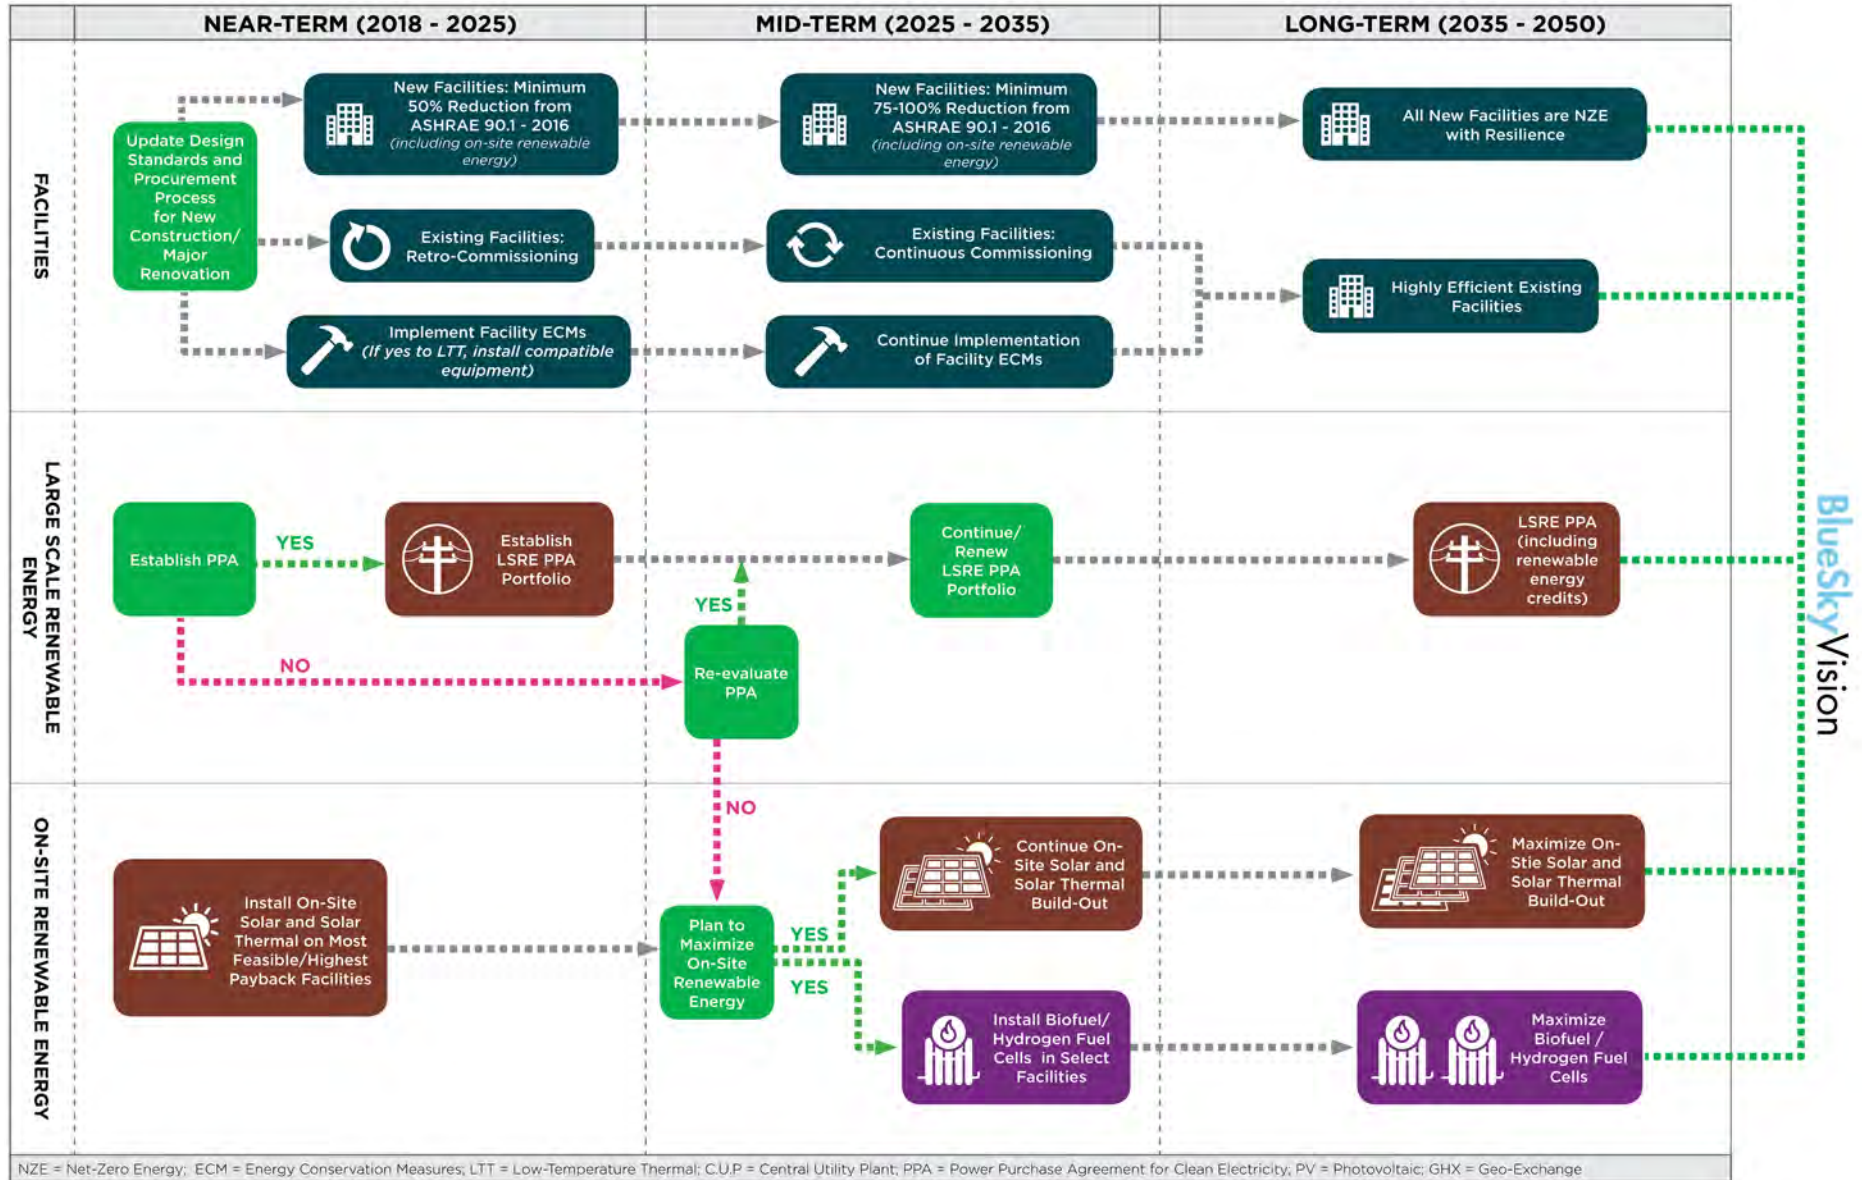 NEAR-TERM (2018 - 2025)
MID-TERM (2025 - 2035)
LONG-TERM (2035 - 2050)
FACILITIES
Update Design
Standards and
Procurement
Process
for New
Construction/
Major
Renovation
New Facilities: Minimum
50% Reduction from
ASHRAE 90.1 - 2016
(including on-site renewable
energy)
New Facilities: Minimum
75-100% Reduction from
ASHRAE 90.1 - 2016
(including on-site renewable
energy)
All New Facilities are NZE
with Resilience
Existing Facilities:
Retro-Commissioning
Existing Facilities:
Continuous Commissioning
Highly Efficient Existing
Facilities
Implement Facility ECMs
(If yes to LTT, install compatible
equipment)
Continue Implementation
of Facility ECMs
LARGE SCALE RENEWABLE
ENERGY
Establish PPA
YES
Establish
LSRE PPA
Portfolio
Continue/
Renew
LSRE PPA
Portfolio
LSRE PPA
(including
renewable
energy
credits)
YES
NO
Re-evaluate
PPA
NO
ON-SITE RENEWABLE ENERGY
Install On-Site
Solar and Solar
Thermal on Most
Feasible/Highest
Payback Facilities
Plan to
Maximize
On-Site
Renewable
Energy
YES
YES
Continue On-
Site Solar and
Solar Thermal
Build-Out
Maximize On-
Stie Solar and
Solar Thermal
Build-Out
Install Biofuel/
Hydrogen Fuel
Cells in Select
Facilities
Maximize
Biofuel /
Hydrogen Fuel
Cells
BlueSkyVision
NZE = Net-Zero Energy; ECM = Energy Conservation Measures; LTT = Low-Temperature Thermal; C.U.P = Central Utility Plant; PPA = Power Purchase Agreement for Clean Electricity, PV = Photovoltaic; GHX = Geo-Exchange